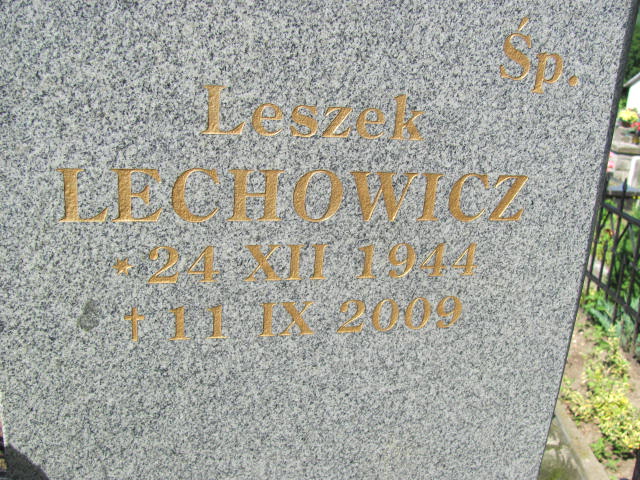 Śp.
Leszek
LECHOWICZ
* 24 XII 1944
† 11 IX 2009